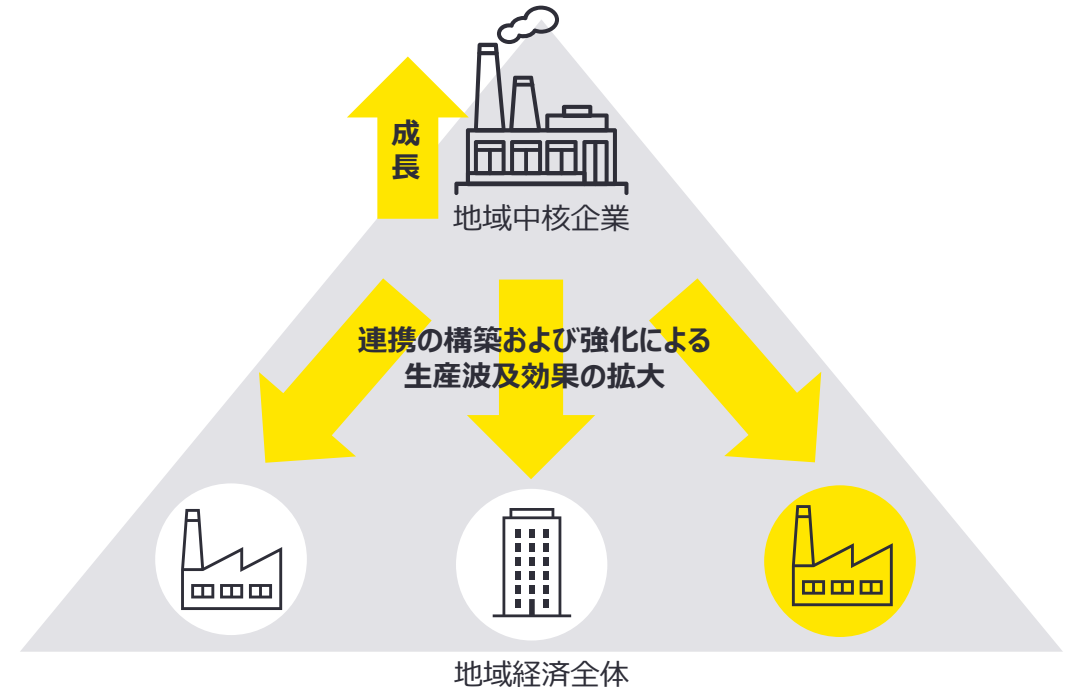 成長
地域中核企業
連携の構築および強化による
生産波及効果の拡大
地域経済全体